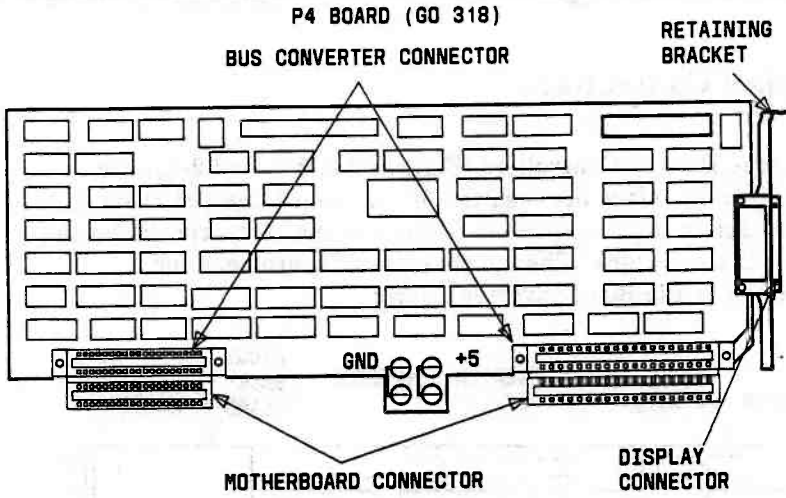 P4 BOARD (GO 318)
BUS CONVERTER CONNECTOR
RETAINING
BRACKET
GND +5
MOTHERBOARD CONNECTOR
DISPLAY
CONNECTOR